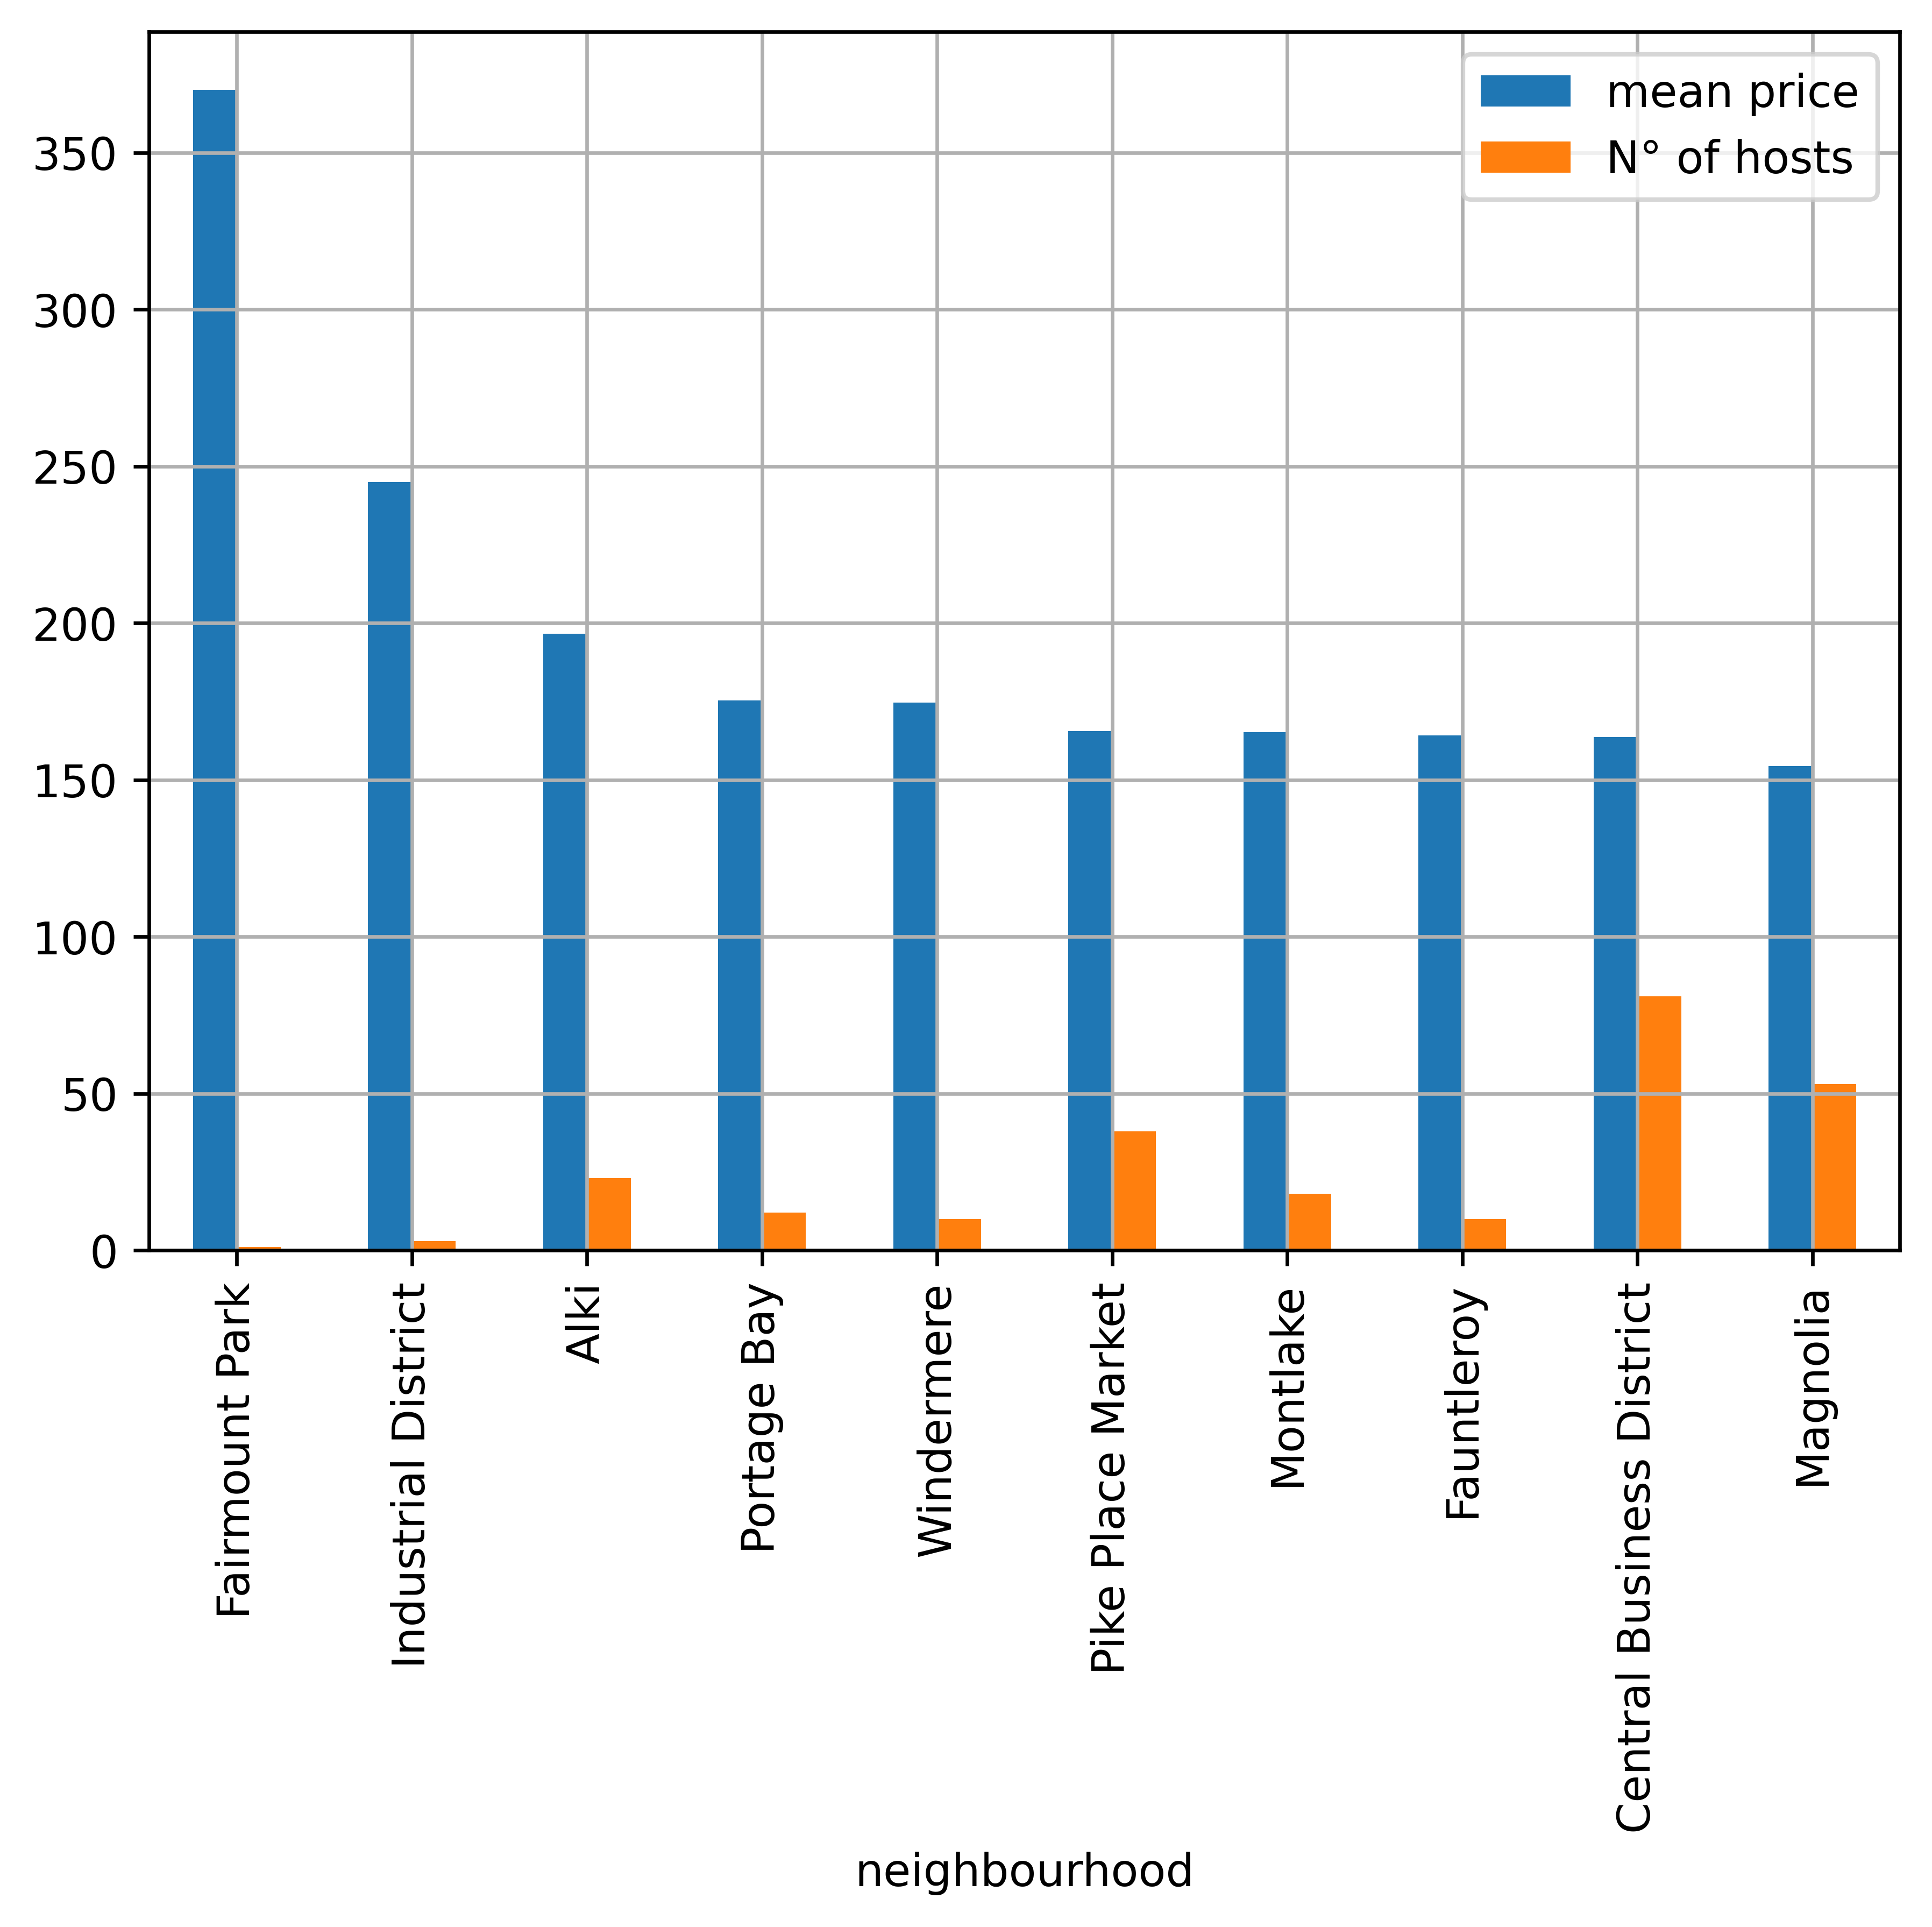 mean price
N° of hosts
350
300
250
200
150
100
50
0
Fairmount Park
Industrial District
Alki
Portage Bay
Windermere
Pike Place Market
Montlake
Fauntleroy
Central Business District
Magnolia
neighbourhood